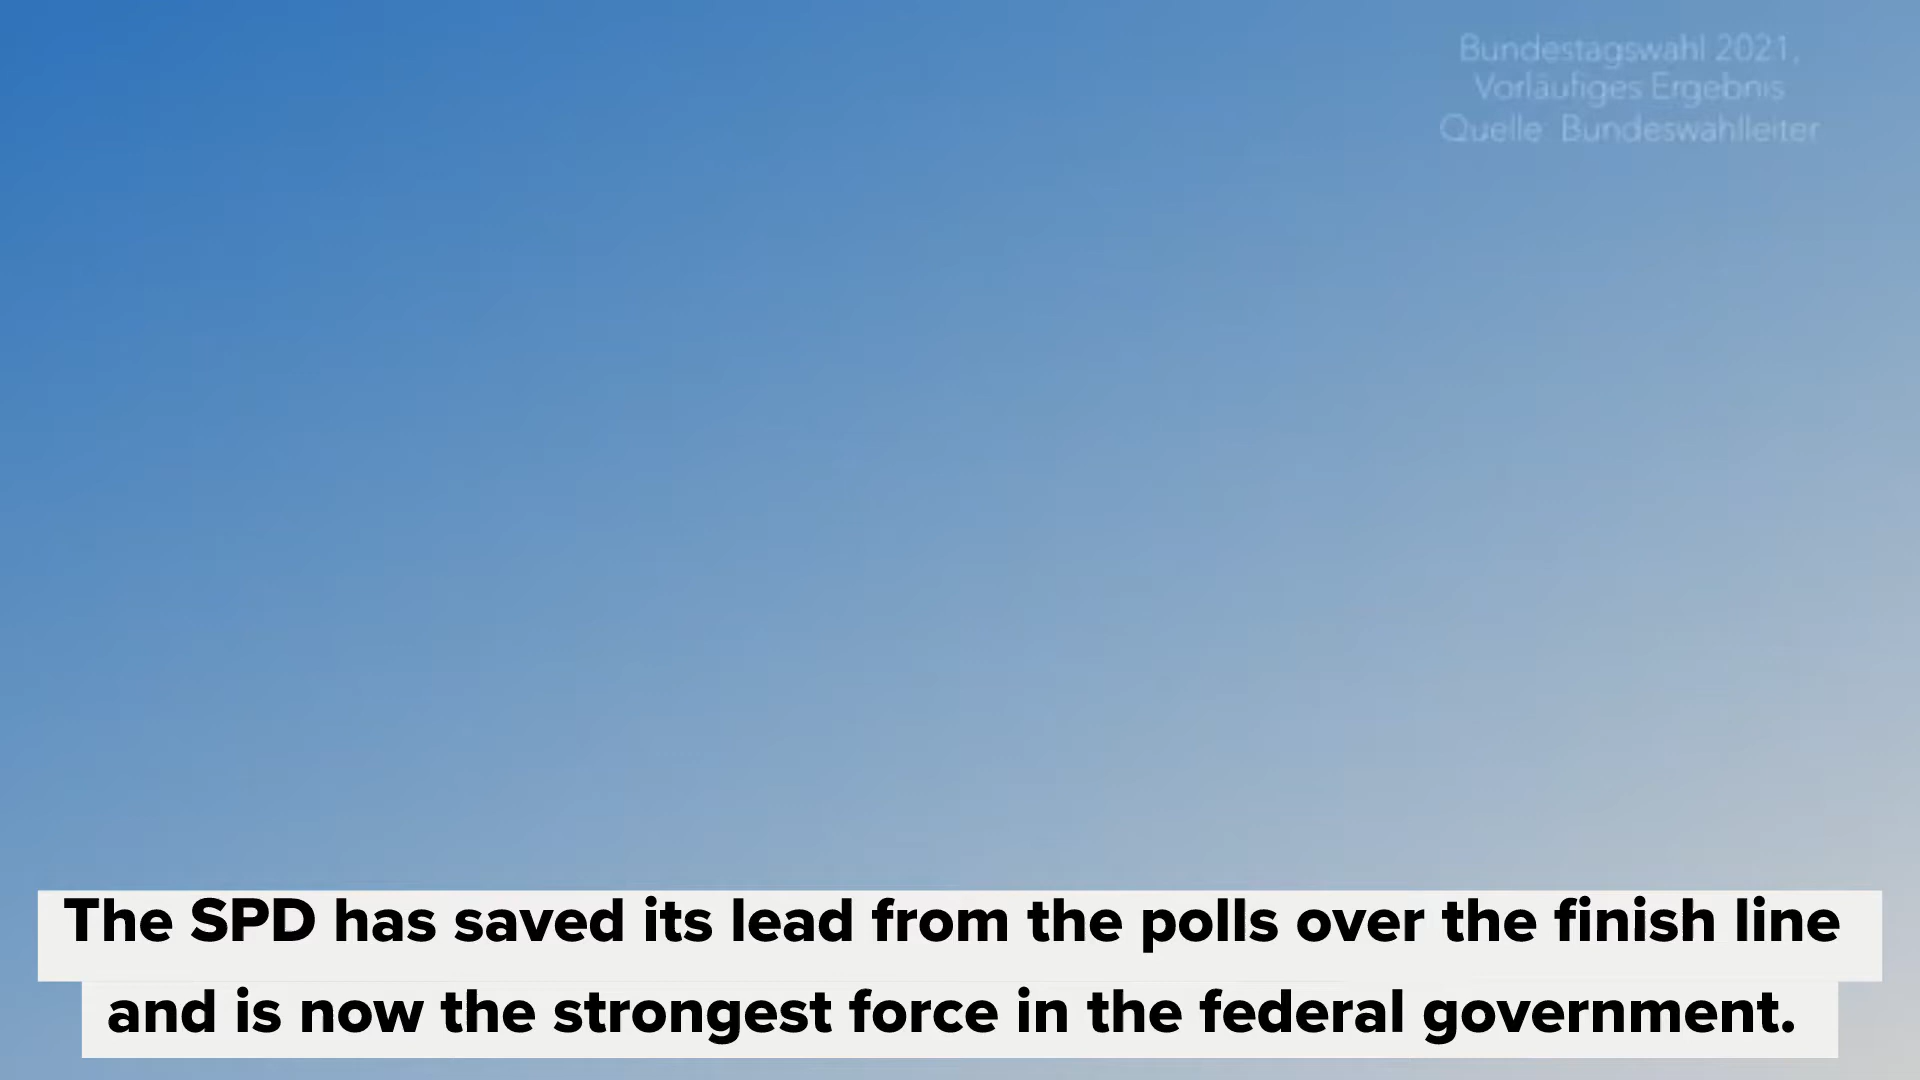 Bundestagswahl 2021,
Vorläufiges Ergebnis
Quelle: Bundeswahlleiter
The SPD has saved its lead from the polls over the finish line
and is now the strongest force in the federal government.